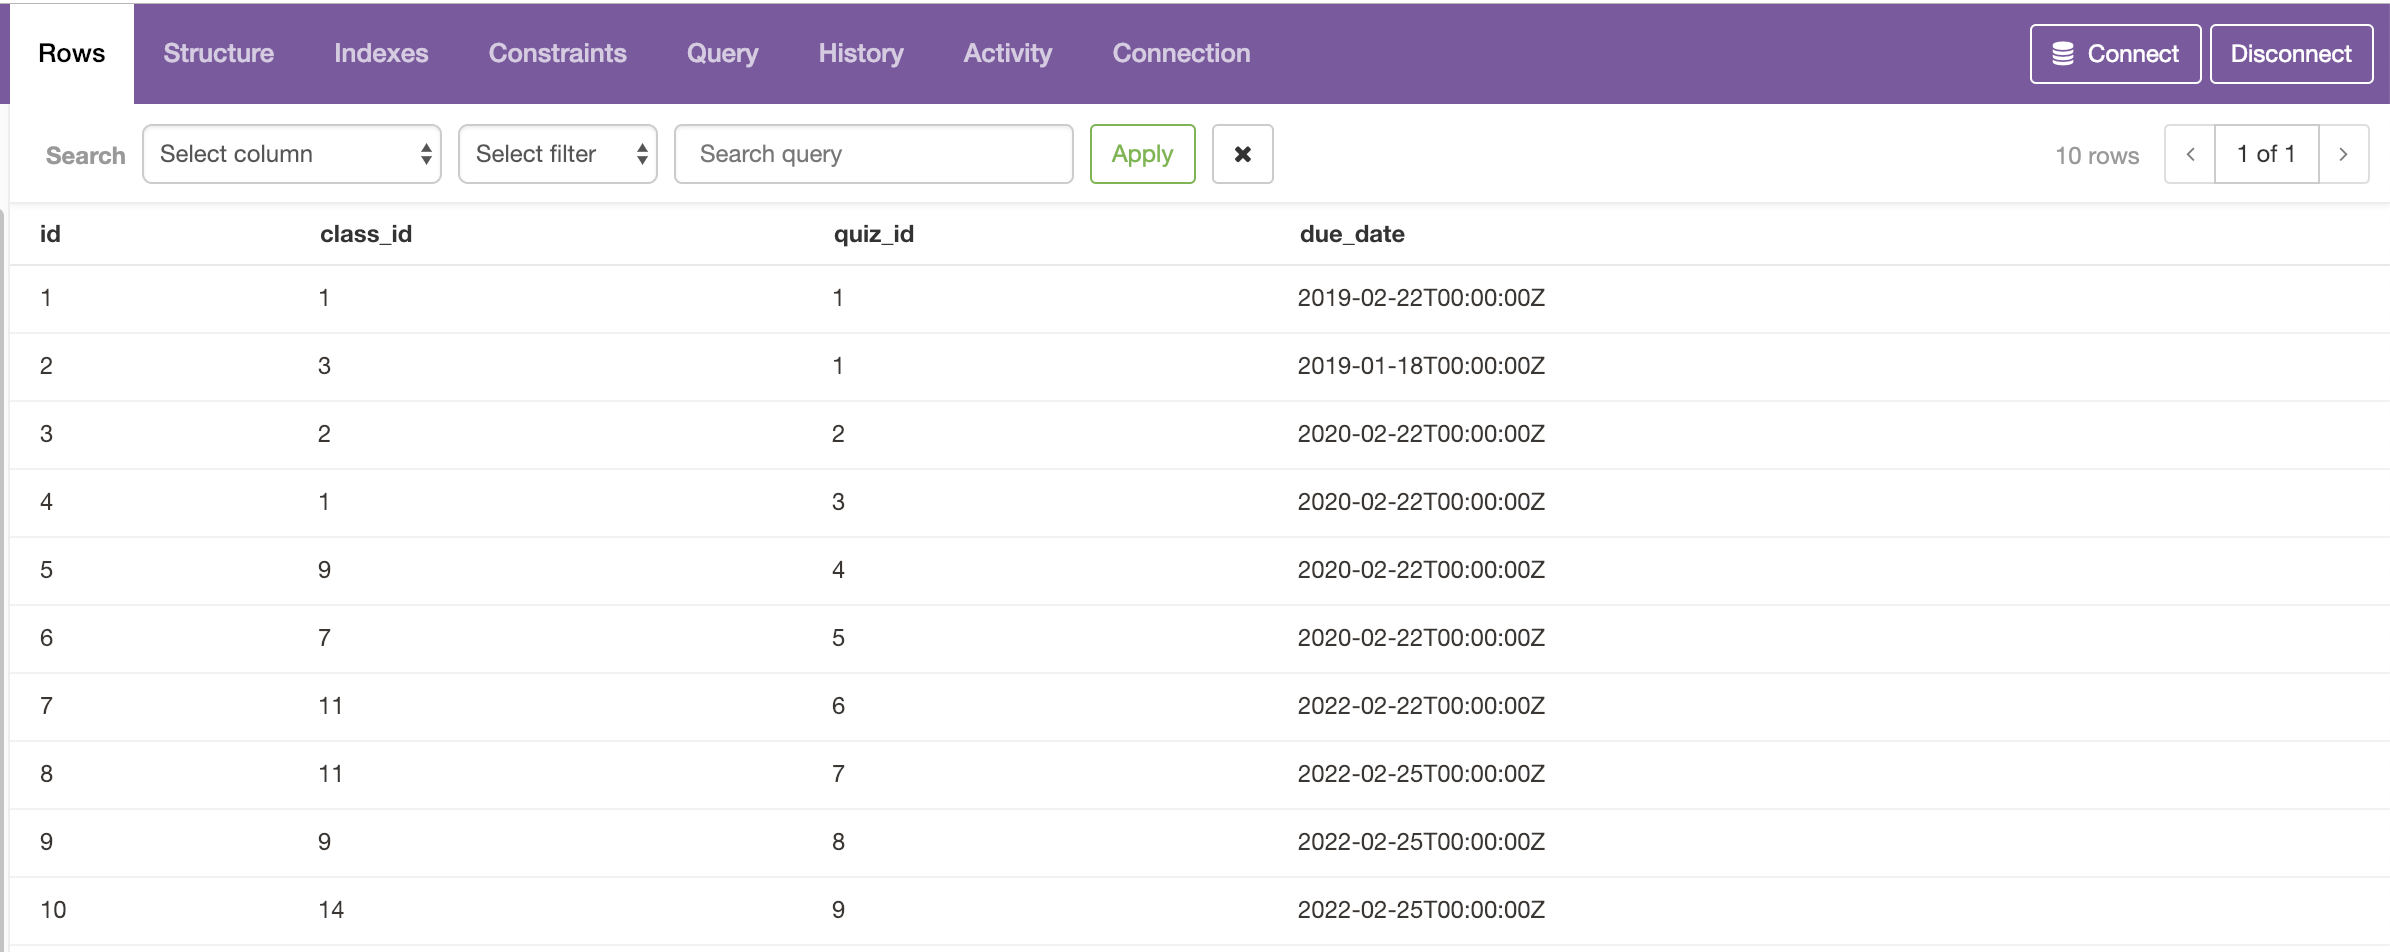 Rows Structure Indexes Constraints Query History Activity Connection Connect Disconnect
Search Select column Select filter Search query Apply 10 rows 1 of 1
id class_id quiz_id due_date
1 1 1 2019-02-22T00:00:00Z
2 3 1 2019-01-18T00:00:00Z
3 2 2 2020-02-22T00:00:00Z
4 1 3 2020-02-22T00:00:00Z
5 9 4 2020-02-22T00:00:00Z
6 7 5 2020-02-22T00:00:00Z
7 11 6 2022-02-22T00:00:00Z
8 11 7 2022-02-25T00:00:00Z
9 9 8 2022-02-25T00:00:00Z
10 14 9 2022-02-25T00:00:00Z